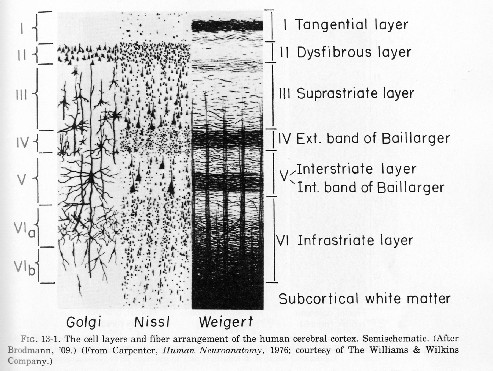 I
II
III
IV
V
VIa
VIb
I Tangential layer
II Dysfibrous layer
III Suprastriate layer
IV Ext. band of Baillarger
V Interstriate layer
Int. band of Baillarger
VI Infrastriate layer
Subcortical white matter
Golgi Nissl Weigert
FIG. 13-1. The cell layers and fiber arrangement of the human cerebral cortex. Semischematic. (After
Brodmann, '09.) (From Carpenter, Human Neuroanatomy, 1976; courtesy of The Williams & Wilkins
Company.)